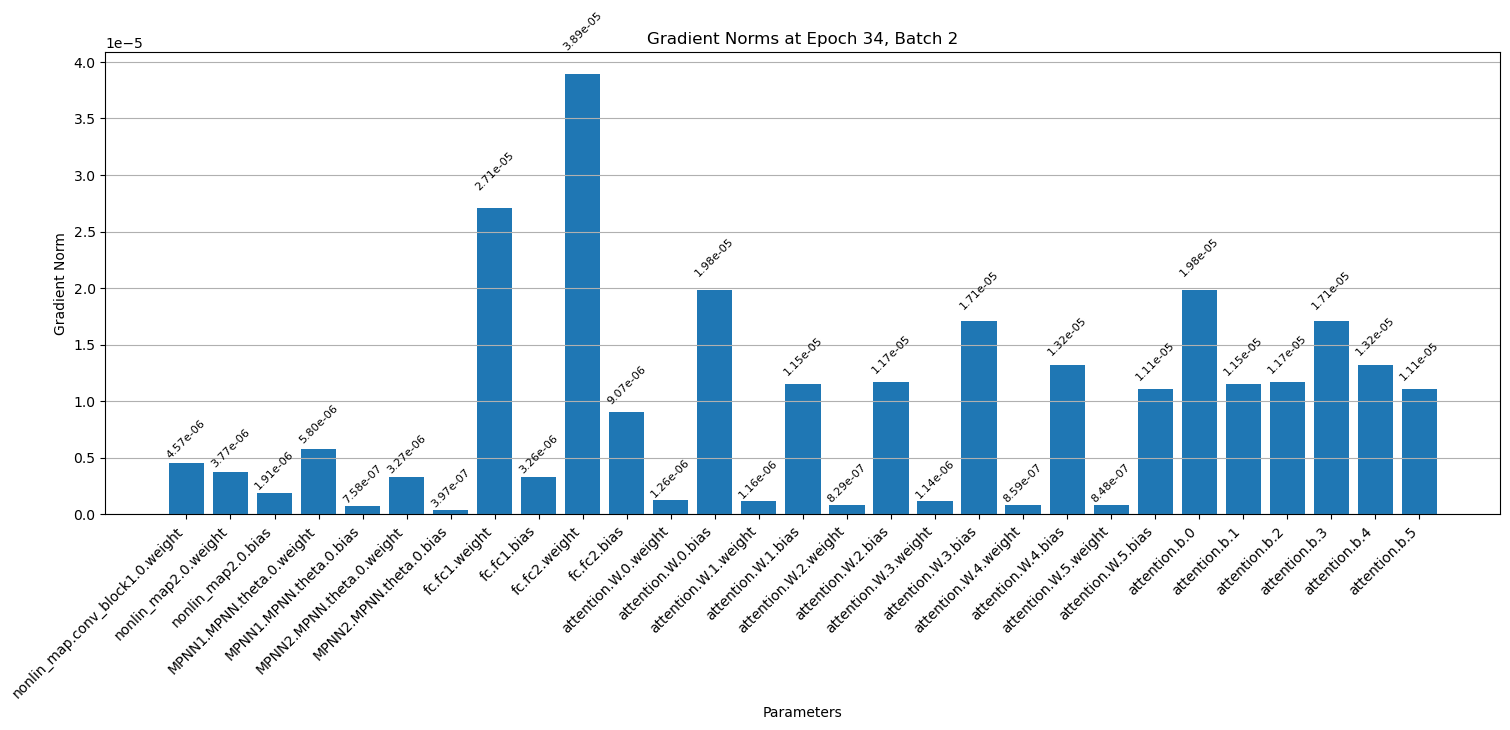 Gradient Norms at Epoch 34, Batch 2
1e−5
4.0
3.5
3.0
2.5
2.0
1.5
1.0
0.5
0.0
Gradient Norm
4.57e-06
3.77e-06
1.91e-06
5.80e-06
7.58e-07
3.27e-06
3.97e-07
2.71e-05
3.26e-06
3.89e-05
9.07e-06
1.26e-06
1.98e-05
1.16e-06
1.15e-05
8.29e-07
1.17e-05
1.14e-06
1.71e-05
8.59e-07
1.32e-05
8.48e-07
1.11e-05
1.98e-05
1.15e-05
1.17e-05
1.71e-05
1.32e-05
1.11e-05
nonlin_map.conv_block1.0.weight
nonlin_map2.0.weight
nonlin_map2.0.bias
MPNN1.MPNN.theta.0.weight
MPNN1.MPNN.theta.0.bias
MPNN2.MPNN.theta.0.weight
MPNN2.MPNN.theta.0.bias
fc.fc1.weight
fc.fc1.bias
fc.fc2.weight
fc.fc2.bias
attention.W.0.weight
attention.W.0.bias
attention.W.1.weight
attention.W.1.bias
attention.W.2.weight
attention.W.2.bias
attention.W.3.weight
attention.W.3.bias
attention.W.4.weight
attention.W.4.bias
attention.W.5.weight
attention.W.5.bias
attention.b.0
attention.b.1
attention.b.2
attention.b.3
attention.b.4
attention.b.5
Parameters